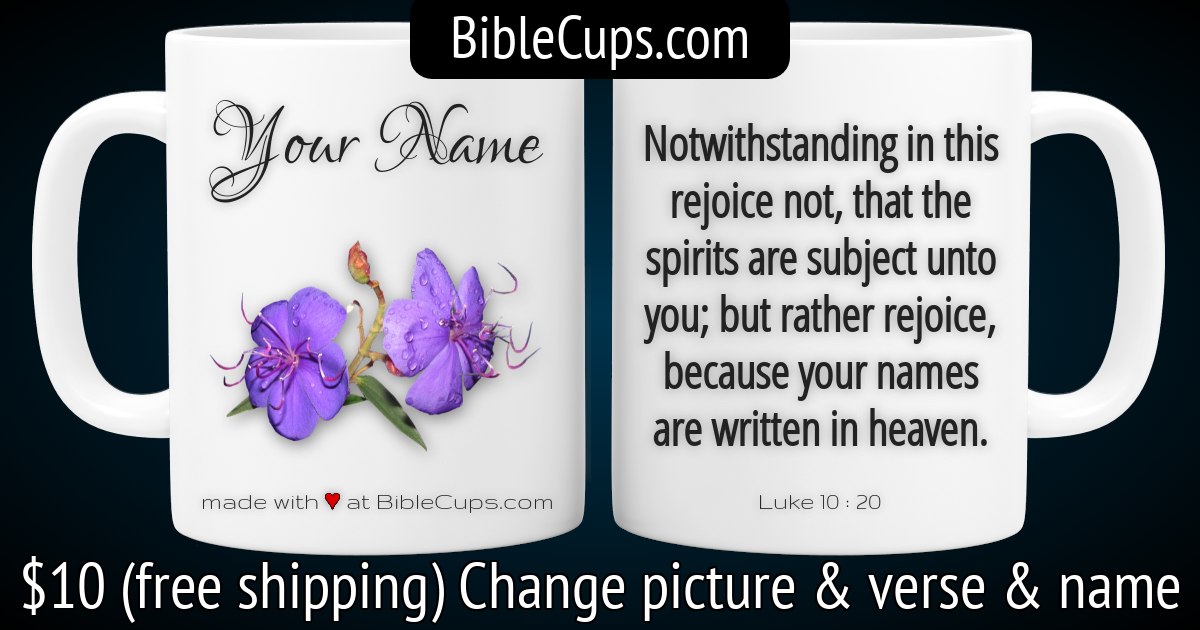 BibleCups.com
Your Name
made with ♥ at BibleCups.com
Notwithstanding in this
rejoice not, that the
spirits are subject unto
you; but rather rejoice,
because your names
are written in heaven.
Luke 10 : 20
$10 (free shipping) Change picture & verse & name